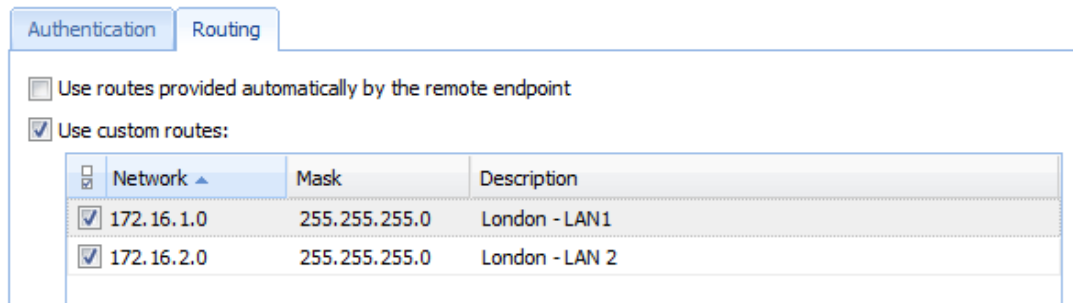 Authentication Routing
Use routes provided automatically by the remote endpoint
Use custom routes:
Network Mask Description
172.16.1.0 255.255.255.0 London - LAN1
172.16.2.0 255.255.255.0 London - LAN 2